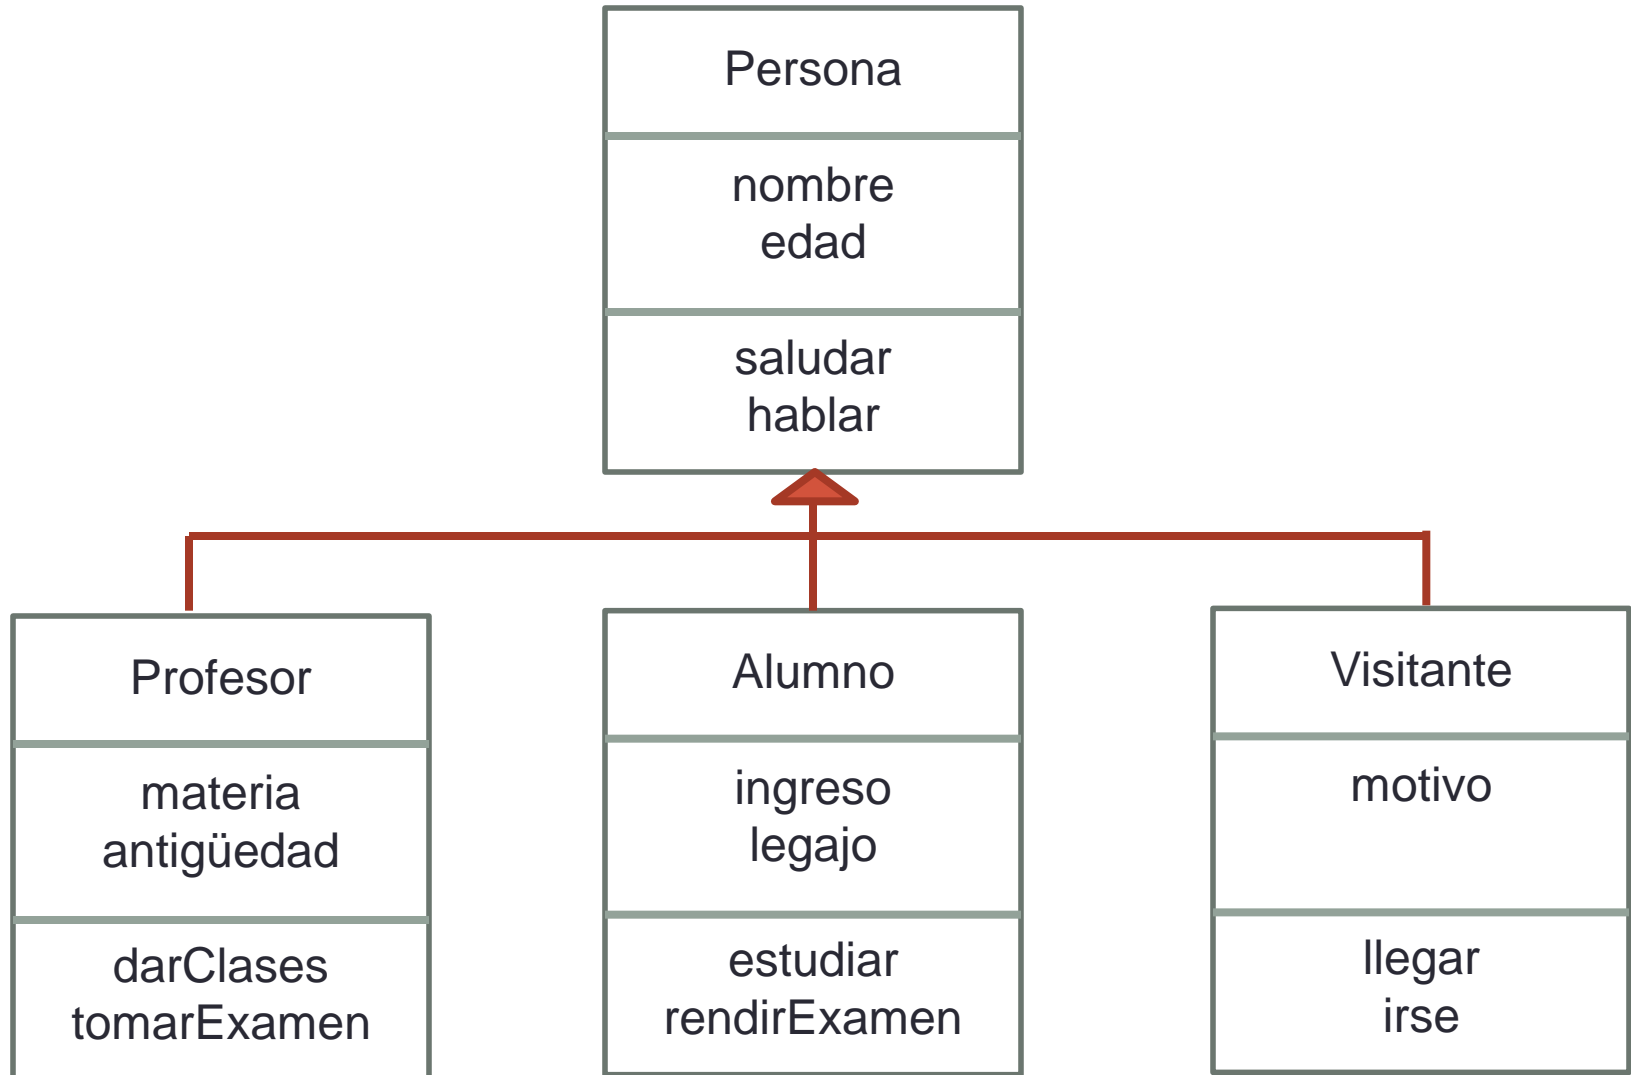 Persona
nombre
edad
saludar
hablar
Profesor
materia
antigüedad
darClases
tomarExamen
Alumno
ingreso
legajo
estudiar
rendirExamen
Visitante
motivo
llegar
irse